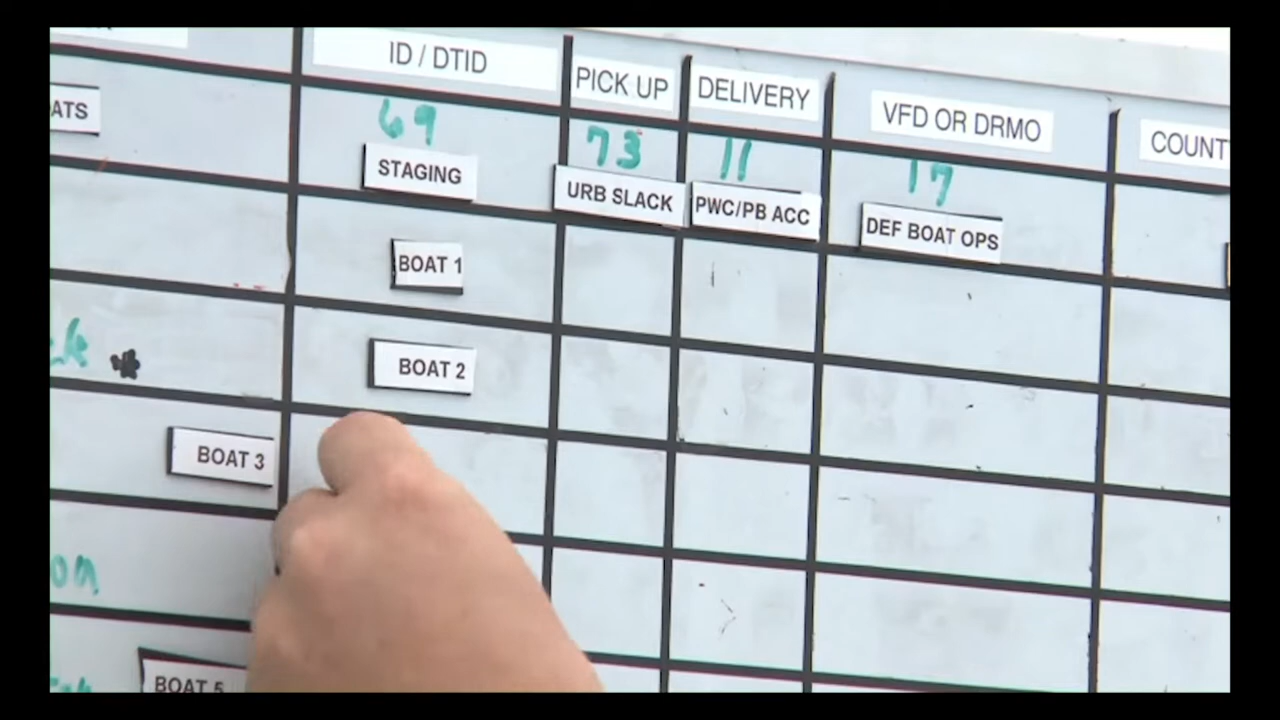 ID / DTID
PICK UP
DELIVERY
VFD OR DRMO
COUNT
ATS
69
73
11
17
STAGING
URB SLACK
PWC/PB ACC
DEF BOAT OPS
BOAT 1
BOAT 2
BOAT 3
on
BOAT 5